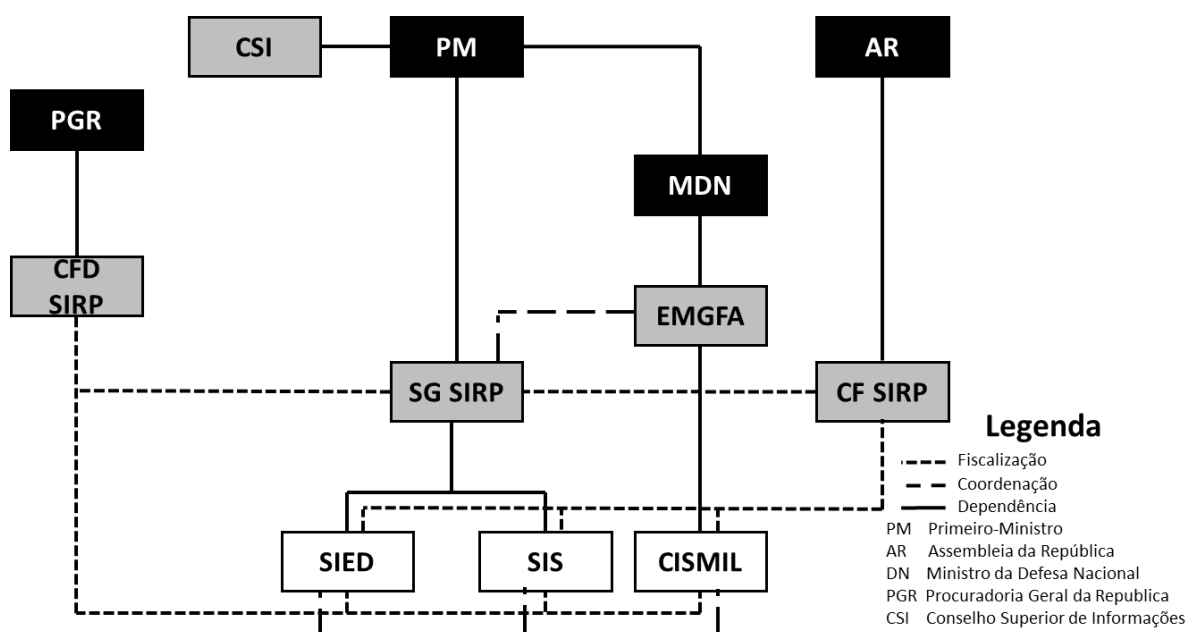 CSI
PM
AR
PGR
MDN
CFD
SIRP
EMGFA
SG SIRP
CF SIRP
SIED
SIS
CISMIL
Legenda
Fiscalização
Coordenação
Dependência
PM Primeiro-Ministro
AR Assembleia da República
DN Ministro da Defesa Nacional
PGR Procuradoria Geral da Republica
CSI Conselho Superior de Informações